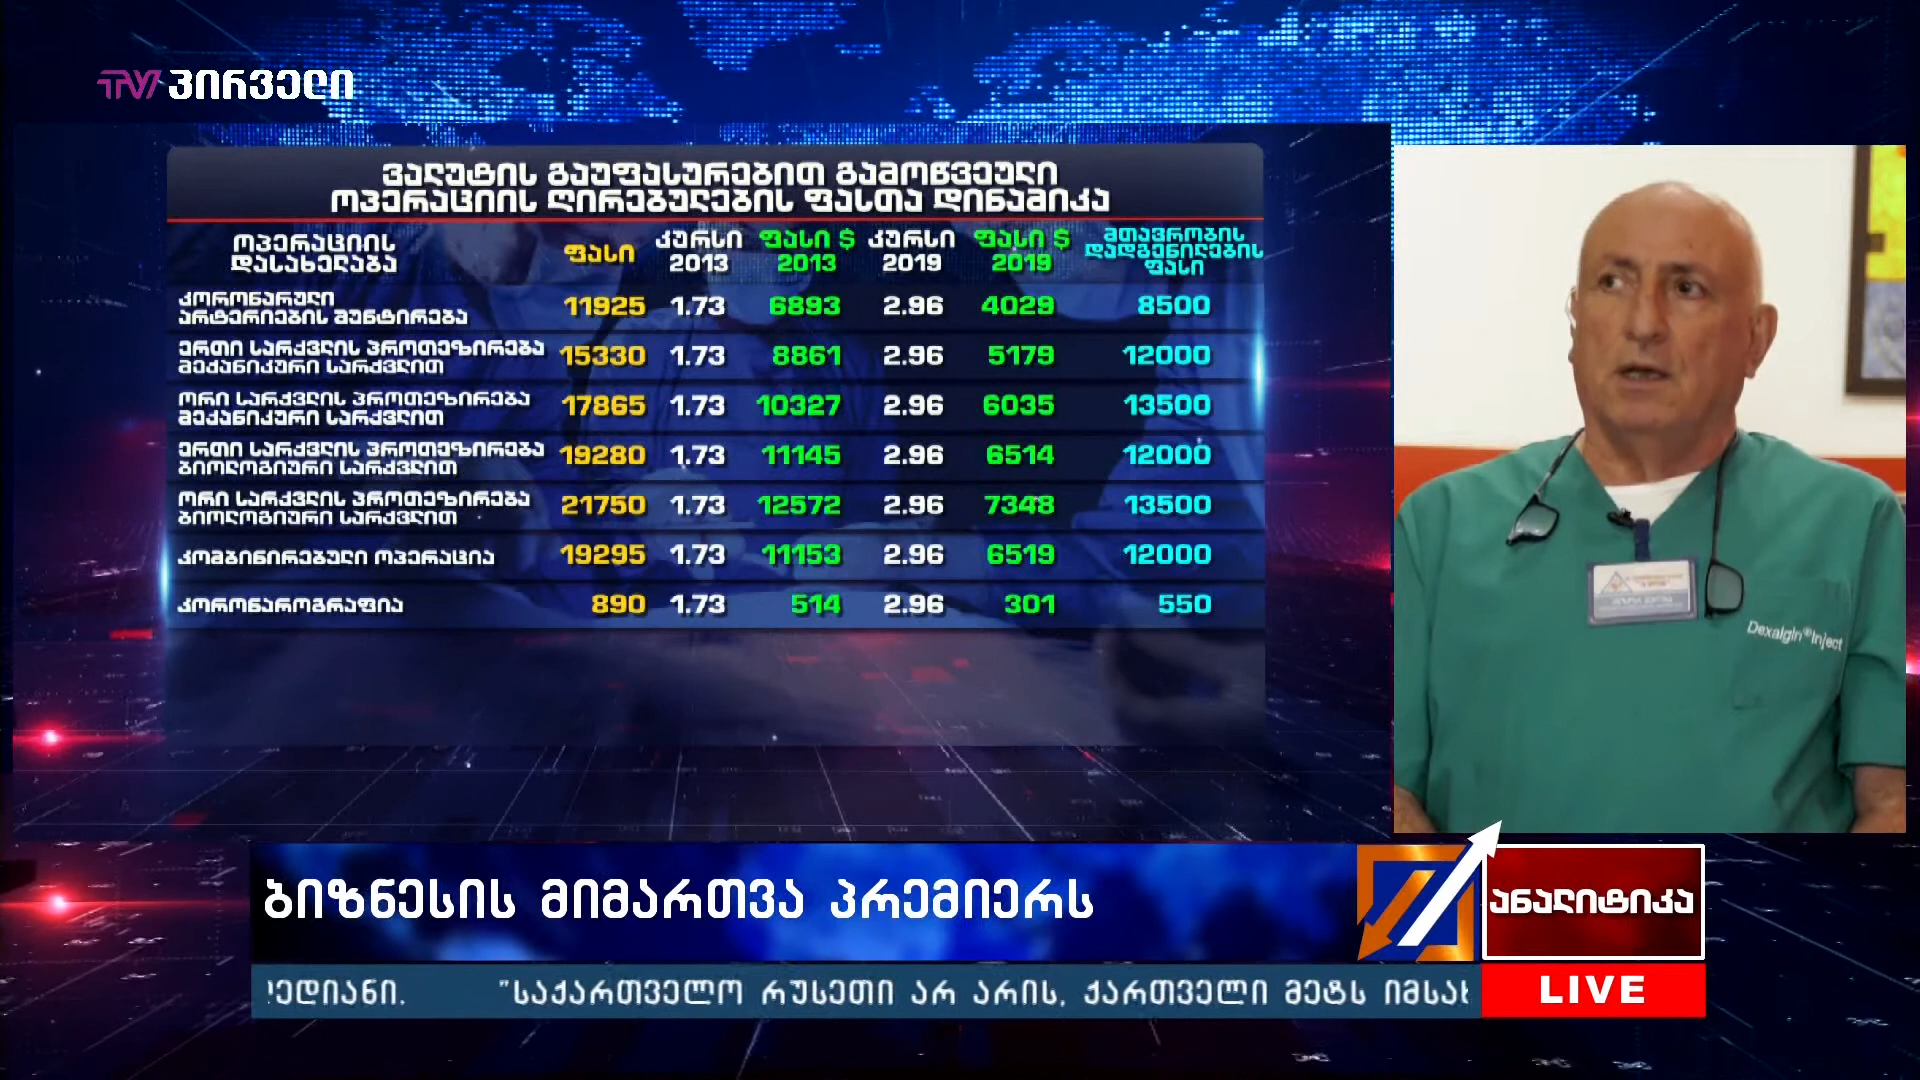 TV პირველი
ვალუტის გაუფასურებით გამოწვეული
ოპერაციის ღირებულების ფასთა დინამიკა
ოპერაციის დასახელაბა ფასი კურსი 2013 ფასი $ 2013 კურსი 2019 ფასი $ 2019 მთავრობის დადგენილების ფასი
კორონარული არტერიების შუნტირება 11925 1.73 6893 2.96 4029 8500
ერთი სარქვლის პროთეზირება მექანიკური სარქვლით 15330 1.73 8861 2.96 5179 12000
ორი სარქვლის პროთეზირება მექანიკური სარქვლით 17865 1.73 10327 2.96 6035 13500
ერთი სარქვლის პროთეზირება ბიოლოგიური სარქვლით 19280 1.73 11145 2.96 6514 12000
ორი სარქვლის პროთეზირება ბიოლოგიური სარქვლით 21750 1.73 12572 2.96 7348 13500
კომბინირებული ოპერაცია 19295 1.73 11153 2.96 6519 12000
კორონაროგრაფია 890 1.73 514 2.96 301 550
Dexalgin® Inject
ბიზნესის მიმართვა პრემიერს
ანალიტიკა
ედიანი. "საქართველო რუსეთი არ არის, ქართველი მეტს იმსახ
LIVE